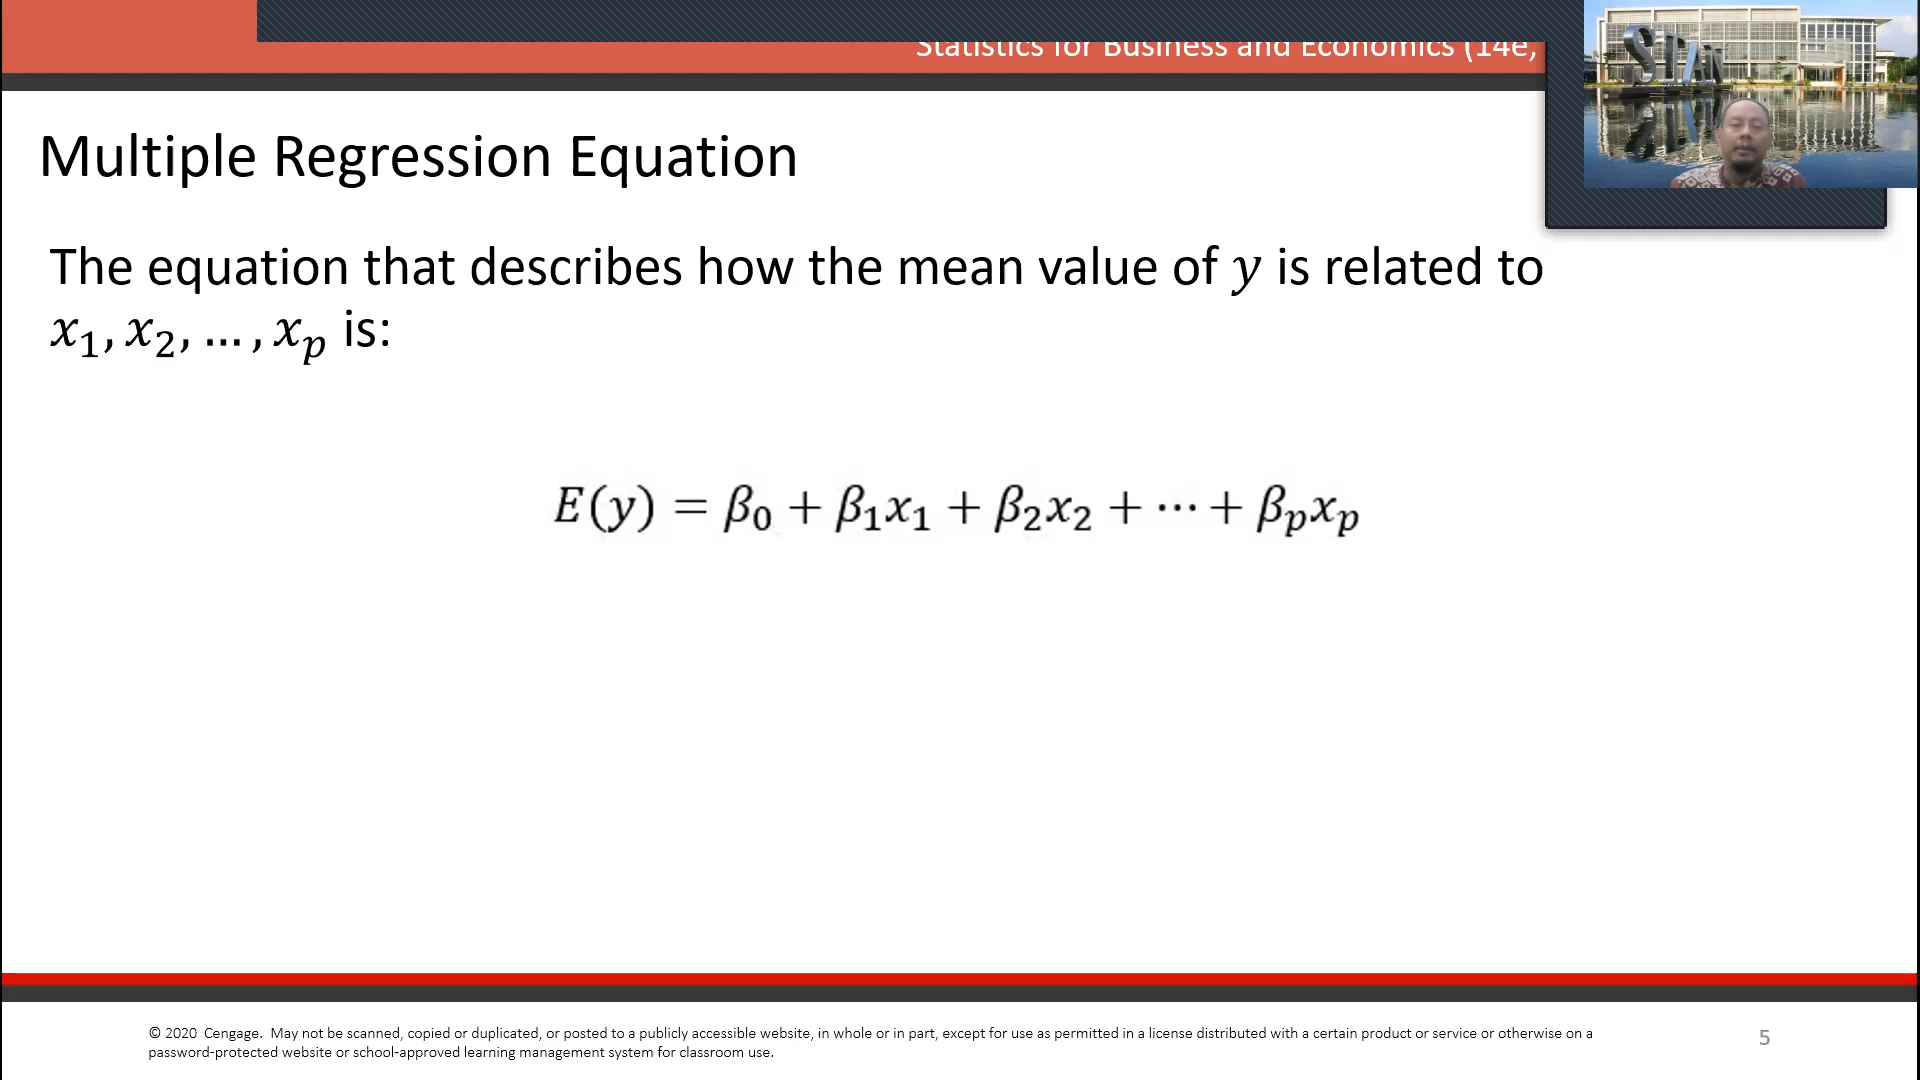 Statistics for Business and Economics (14e,
STAN
Multiple Regression Equation
The equation that describes how the mean value of y is related to
x₁, x₂, … , xₚ is:
E(y) = β₀ + β₁x₁ + β₂x₂ + ⋯ + βₚxₚ
© 2020 Cengage. May not be scanned, copied or duplicated, or posted to a publicly accessible website, in whole or in part, except for use as permitted in a license distributed with a certain product or service or otherwise on a
password-protected website or school-approved learning management system for classroom use.
5